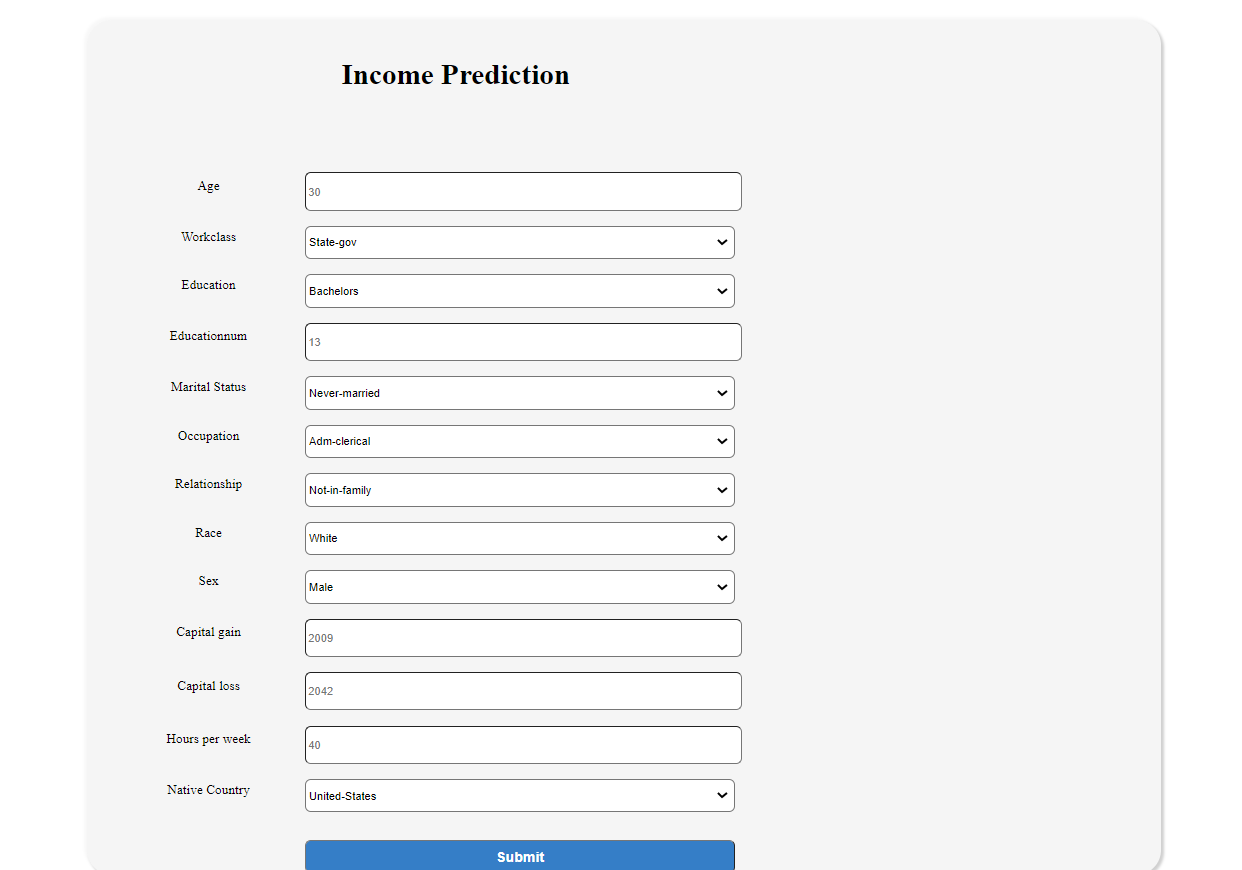 Income Prediction
Age
30
Workclass
State-gov
Education
Bachelors
Educationnum
13
Marital Status
Never-married
Occupation
Adm-clerical
Relationship
Not-in-family
Race
White
Sex
Male
Capital gain
2009
Capital loss
2042
Hours per week
40
Native Country
United-States
Submit